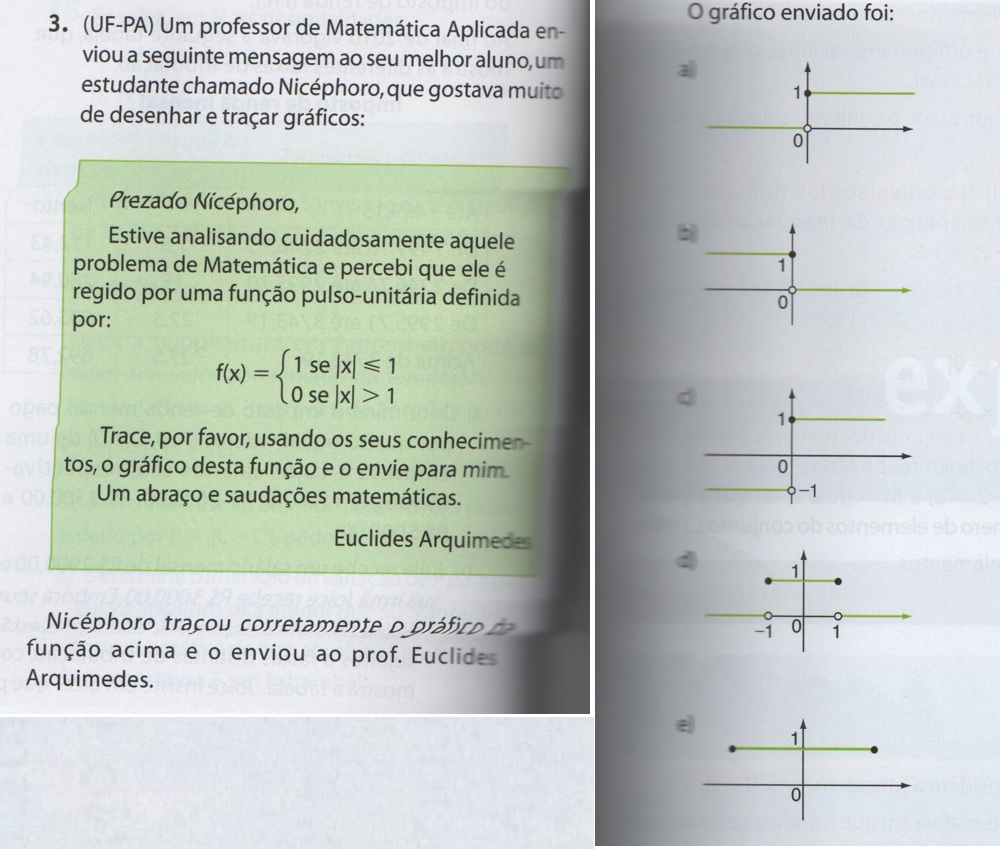 3. (UF-PA) Um professor de Matemática Aplicada en-
viou a seguinte mensagem ao seu melhor aluno, um
estudante chamado Nicéphoro, que gostava muito
de desenhar e traçar gráficos:
Prezado Nicéphoro,
Estive analisando cuidadosamente aquele
problema de Matemática e percebi que ele é
regido por uma função pulso-unitária definida
por:
f(x) = { 1 se |x| ⩽ 1
0 se |x| > 1
Trace, por favor, usando os seus conhecimen-
tos, o gráfico desta função e o envie para mim.
Um abraço e saudações matemáticas.
Euclides Arquimedes
Nicéphoro traçou corretamente o gráfico da
função acima e o enviou ao prof. Euclides
Arquimedes.
O gráfico enviado foi:
a)
1
0
b)
1
0
c)
1
0
–1
d)
1
–1 0 1
e)
1
0